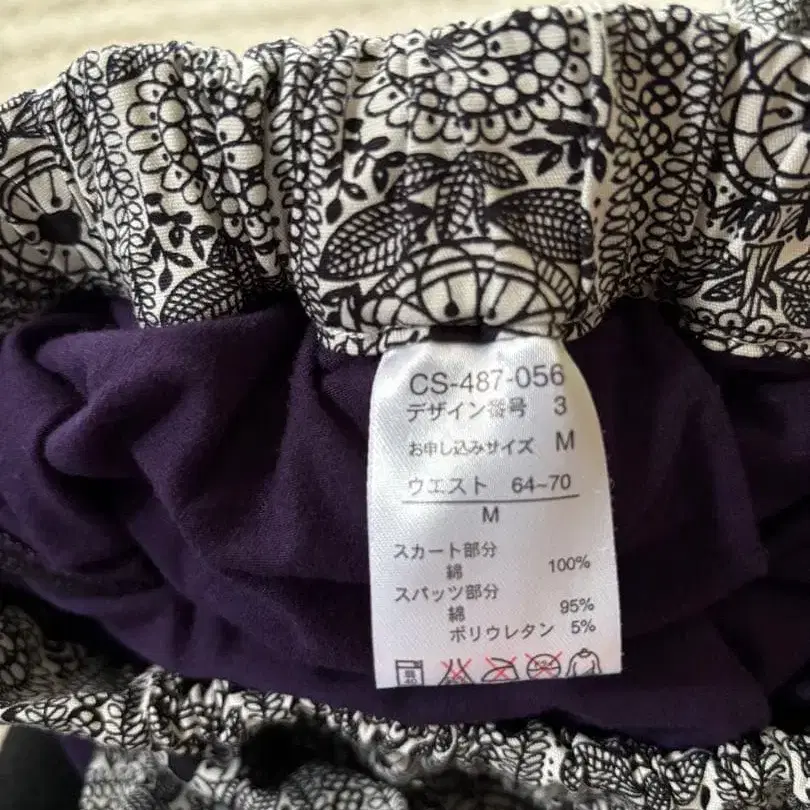 CS-487-056
デザイン番号 3
お申し込みサイズ M
ウエスト 64~70
M
スカート部分
綿 100%
スパッツ部分
綿 95%
ポリウレタン 5%